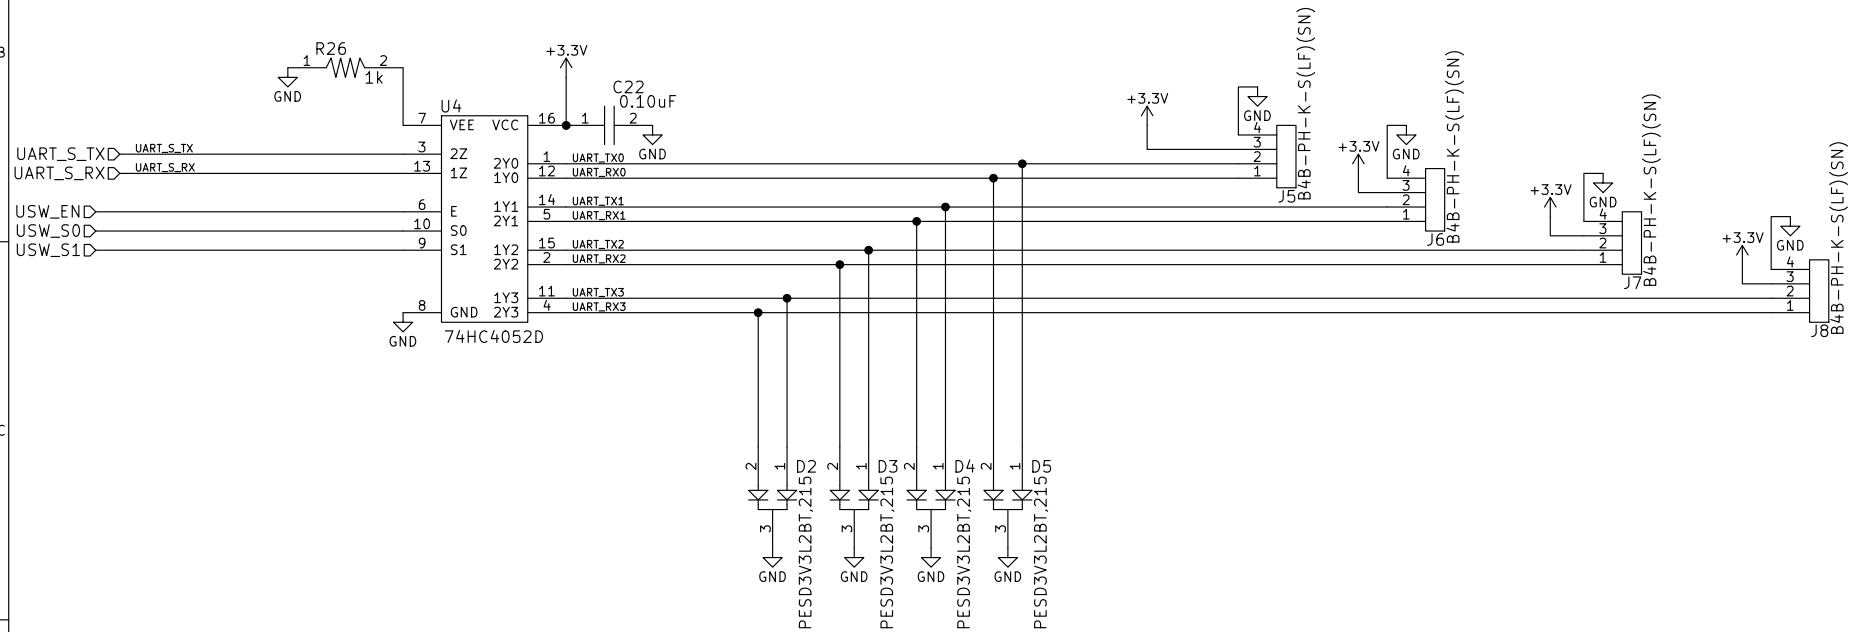 B
C
R26
1 2
1k
GND
+3.3V
C22
0.10uF
1 2
GND
U4
7 VEE VCC 16
UART_S_TX UART_S_TX 3 2Z
UART_S_RX UART_S_RX 13 1Z
USW_EN 6 E
USW_S0 10 S0
USW_S1 9 S1
8 GND
GND
2Y0 1 UART_TX0
1Y0 12 UART_RX0
1Y1 14 UART_TX1
2Y1 5 UART_RX1
1Y2 15 UART_TX2
2Y2 2 UART_RX2
1Y3 11 UART_TX3
2Y3 4 UART_RX3
74HC4052D
+3.3V
GND
4
3
2
1
J5
B4B-PH-K-S(LF)(SN)
+3.3V
GND
4
3
2
1
J6
B4B-PH-K-S(LF)(SN)
+3.3V
GND
4
3
2
1
J7
B4B-PH-K-S(LF)(SN)
+3.3V
GND
4
3
2
1
J8
B4B-PH-K-S(LF)(SN)
2 1 D2
3
GND
PESD3V3L2BT,215
2 1 D3
3
GND
PESD3V3L2BT,215
2 1 D4
3
GND
PESD3V3L2BT,215
2 1 D5
3
GND
PESD3V3L2BT,215